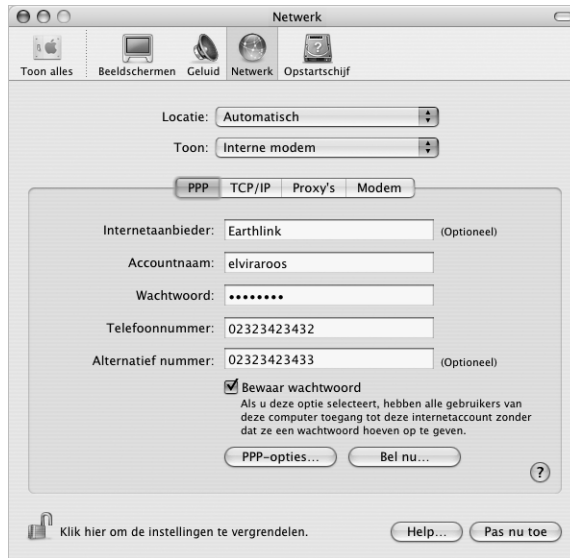 Netwerk
Toon alles Beeldschermen Geluid Netwerk Opstartschijf
Locatie: Automatisch
Toon: Interne modem
PPP TCP/IP Proxy's Modem
Internetaanbieder: Earthlink (Optioneel)
Accountnaam: elviraroos
Wachtwoord: ••••••••
Telefoonnummer: 02323423432
Alternatief nummer: 02323423433 (Optioneel)
Bewaar wachtwoord
Als u deze optie selecteert, hebben alle gebruikers van
deze computer toegang tot deze internetaccount zonder
dat ze een wachtwoord hoeven op te geven.
PPP-opties... Bel nu...
?
Klik hier om de instellingen te vergrendelen. Help... Pas nu toe